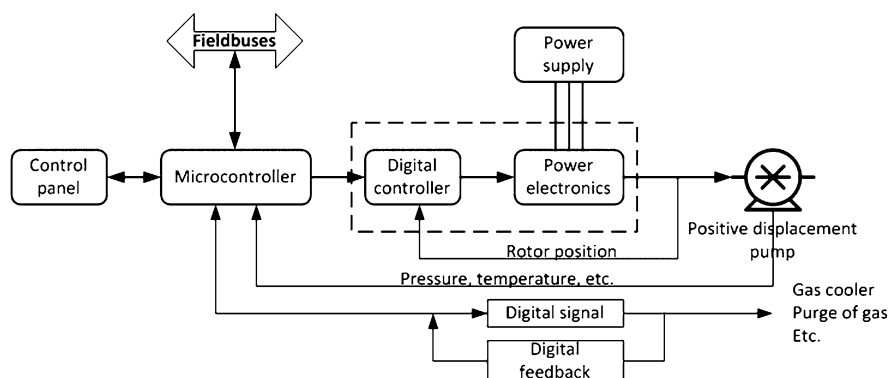 Fieldbuses
Power
supply
Control
panel
Microcontroller
Digital
controller
Power
electronics
Positive displacement
pump
Rotor position
Pressure, temperature, etc.
Gas cooler
Purge of gas
Etc.
Digital signal
Digital
feedback